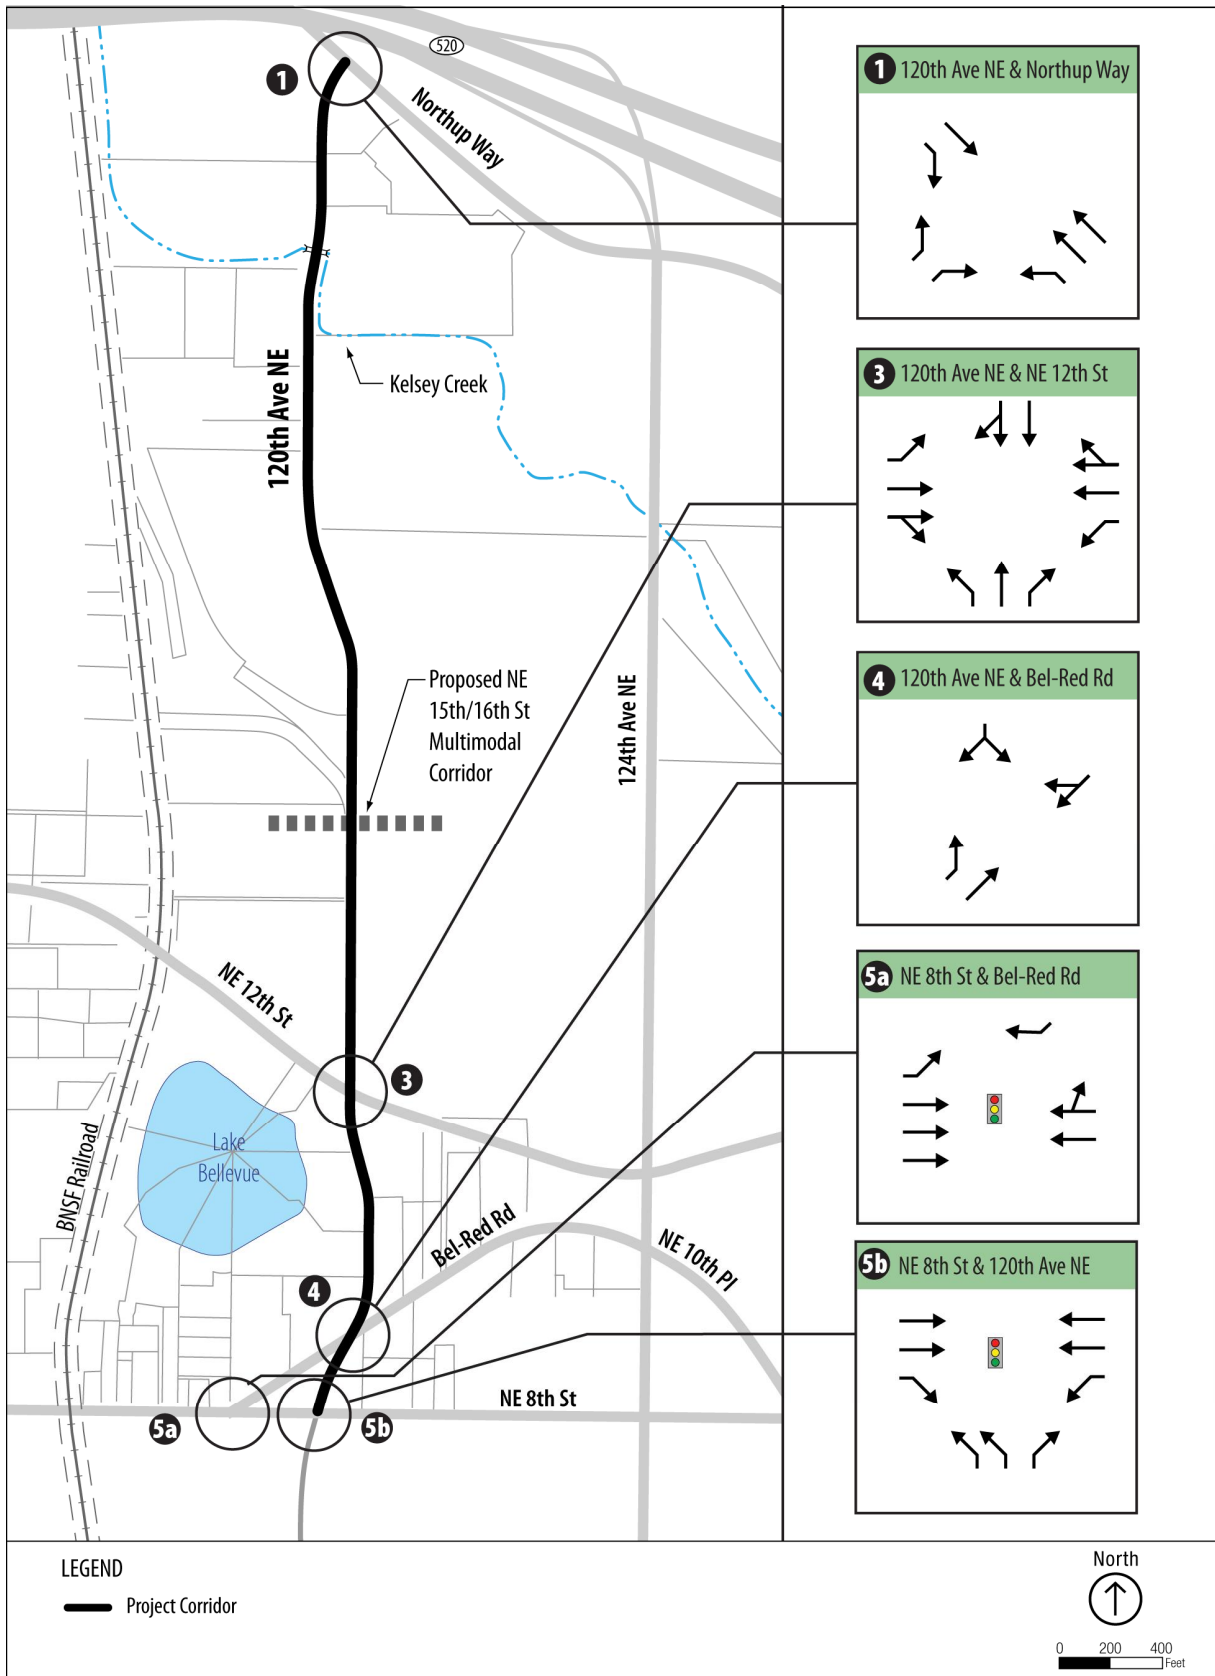 520
1
Northup Way
Kelsey Creek
120th Ave NE
Proposed NE
15th/16th St
Multimodal
Corridor
124th Ave NE
NE 12th St
3
Lake
Bellevue
BNSF Railroad
Bel-Red Rd
NE 10th Pl
4
NE 8th St
5a
5b
1 120th Ave NE & Northup Way
3 120th Ave NE & NE 12th St
4 120th Ave NE & Bel-Red Rd
5a NE 8th St & Bel-Red Rd
5b NE 8th St & 120th Ave NE
LEGEND
Project Corridor
North
0 200 400
Feet